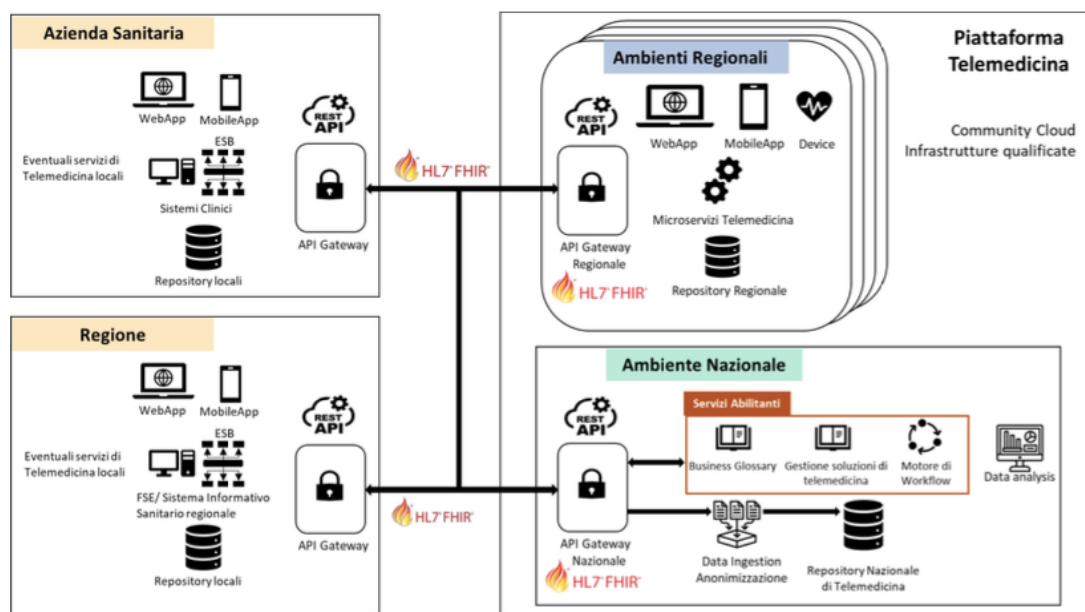 Azienda Sanitaria
WebApp
MobileApp
REST
API
Eventuali servizi di
Telemedicina locali
ESB
Sistemi Clinici
API Gateway
Repository locali
HL7 FHIR
Piattaforma
Telemedicina
Community Cloud
Infrastrutture qualificate
Ambienti Regionali
REST
API
WebApp
MobileApp
Device
Microservizi Telemedicina
API Gateway
Regionale
HL7 FHIR
Repository Regionale
Regione
WebApp
MobileApp
REST
API
Eventuali servizi di
Telemedicina locali
ESB
FSE/ Sistema Informativo
Sanitario regionale
API Gateway
Repository locali
HL7 FHIR
Ambiente Nazionale
REST
API
Servizi Abilitanti
Business Glossary
Gestione soluzioni di
telemedicina
Motore di
Workflow
Data analysis
API Gateway
Nazionale
HL7 FHIR
Data Ingestion
Anonimizzazione
Repository Nazionale
di Telemedicina